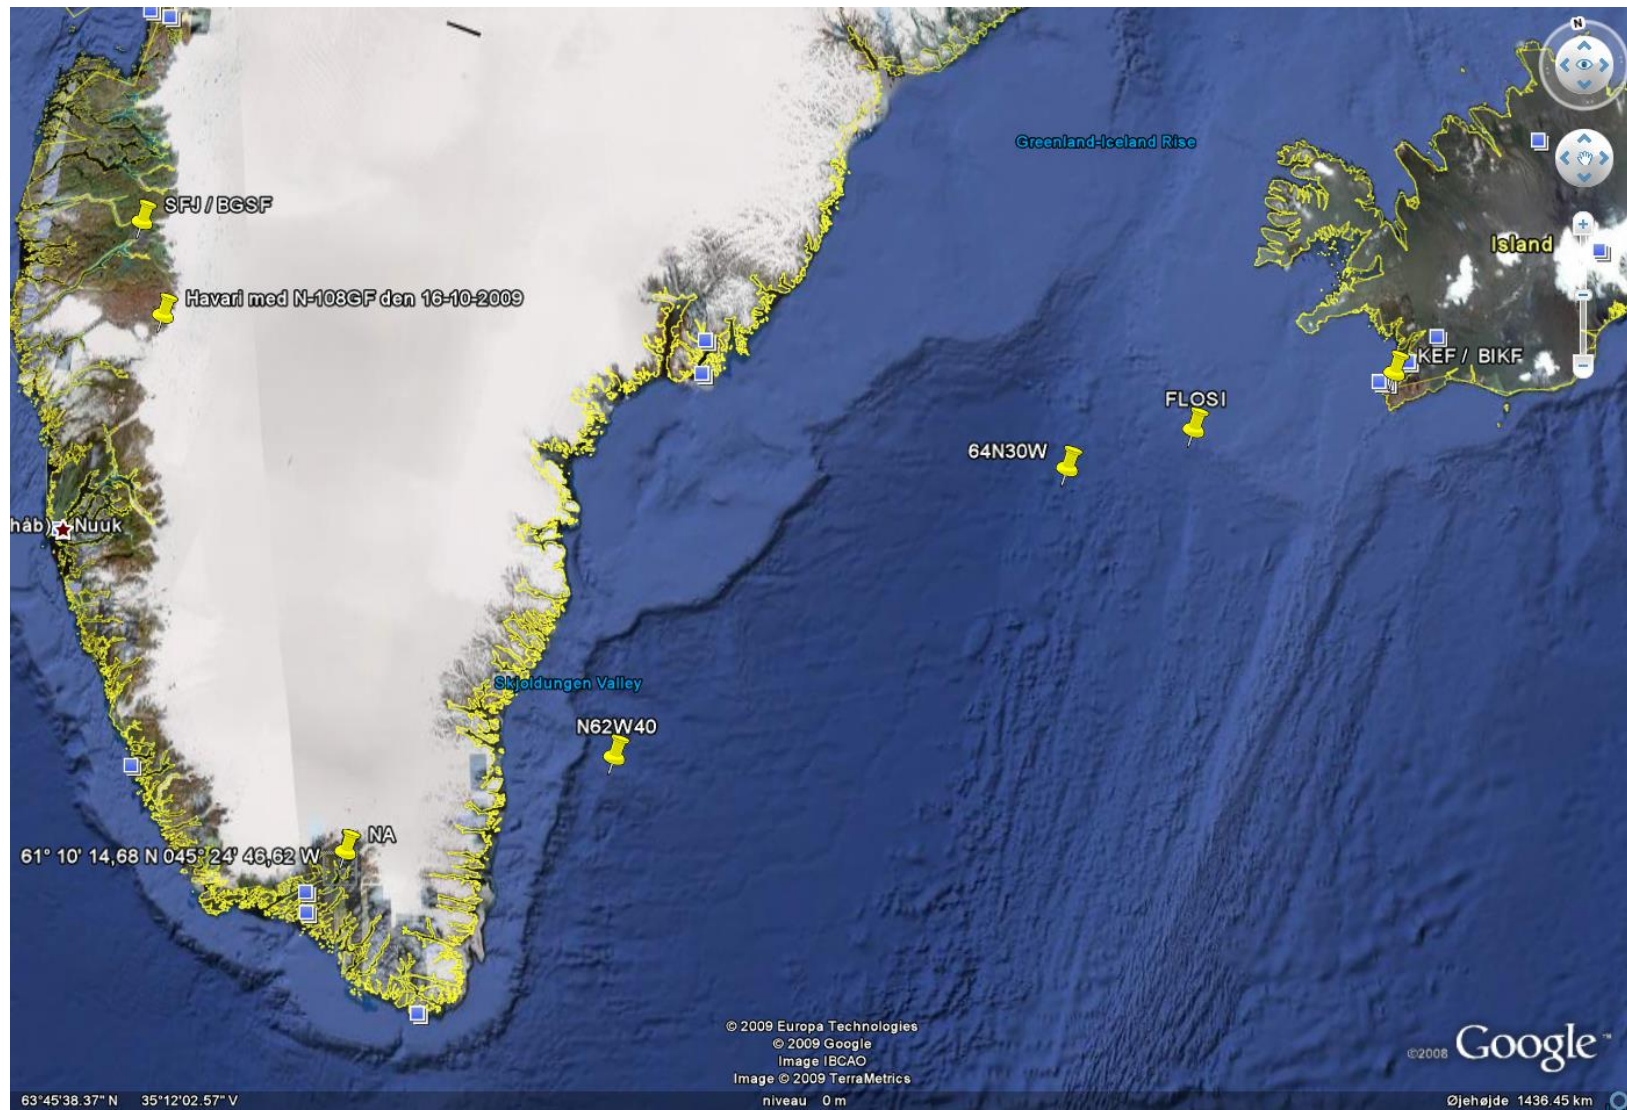 N
Greenland-Iceland Rise
SFJ / BGSF
Island
Havari med N-108GF den 16-10-2009
KEF / BIKF
FLOSI
64N30W
håb) Nuuk
Skjoldungen Valley
N62W40
NA
61° 10' 14,68 N 045° 24' 46,62 W
© 2009 Europa Technologies
© 2009 Google
Image IBCAO
Image © 2009 TerraMetrics
©2008 Google™
63°45'38.37" N 35°12'02.57" V niveau 0 m Øjehøjde 1436.45 km